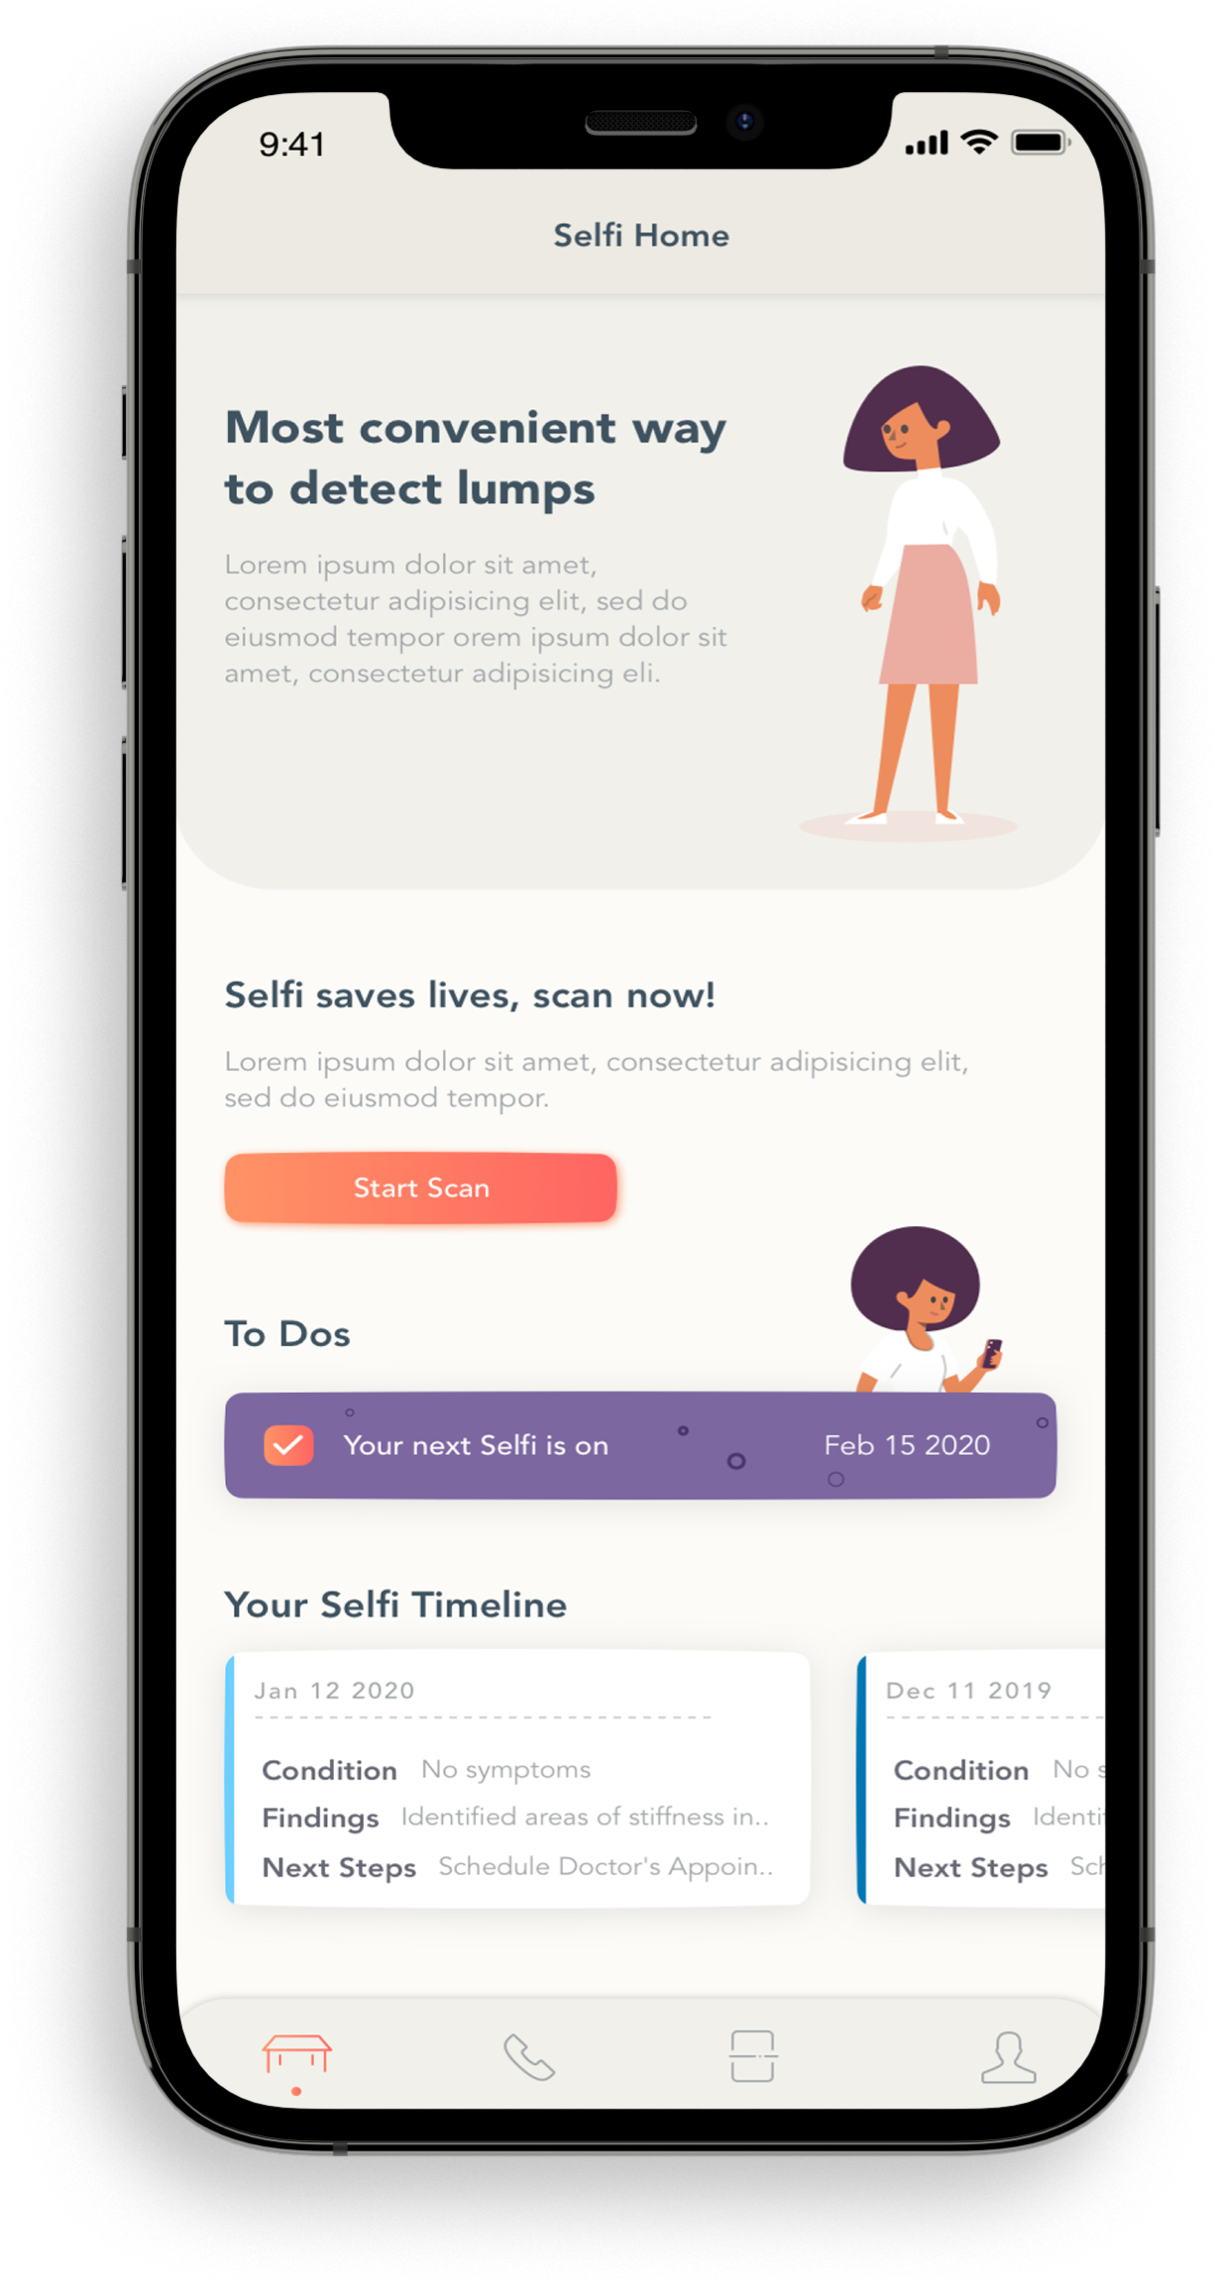 9:41
Selfi Home
Most convenient way
to detect lumps
Lorem ipsum dolor sit amet,
consectetur adipisicing elit, sed do
eiusmod tempor orem ipsum dolor sit
amet, consectetur adipisicing eli.
Selfi saves lives, scan now!
Lorem ipsum dolor sit amet, consectetur adipisicing elit,
sed do eiusmod tempor.
Start Scan
To Dos
Your next Selfi is on Feb 15 2020
Your Selfi Timeline
Jan 12 2020
Condition No symptoms
Findings Identified areas of stiffness in..
Next Steps Schedule Doctor's Appoin..
Dec 11 2019
Condition No s
Findings Identif
Next Steps Sch